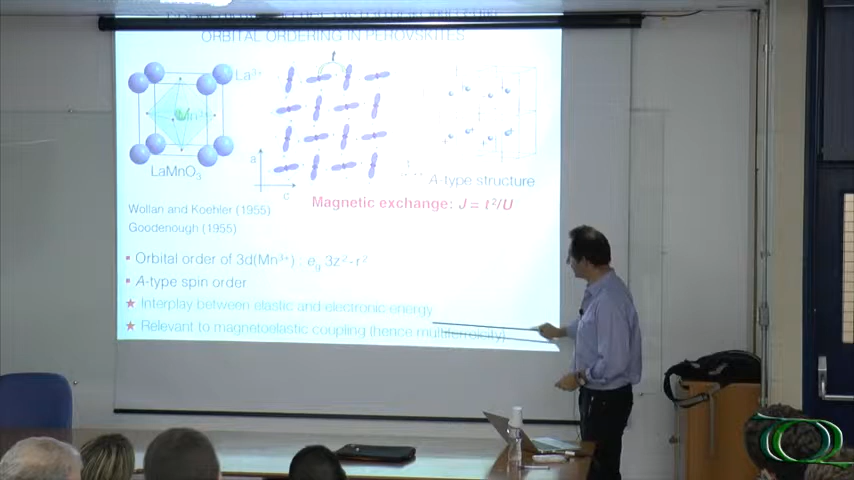 ORBITAL ORDERING IN PEROVSKITES
La³⁺
t
LaMnO₃
a
c
A-type structure
Magnetic exchange: J = t²/U
Wollan and Koehler (1955)
Goodenough (1955)
▪ Orbital order of 3d(Mn³⁺) : e_g 3z²-r²
▪ A-type spin order
★ Interplay between elastic and electronic energy
★ Relevant to magnetoelastic coupling (hence multiferroicity)